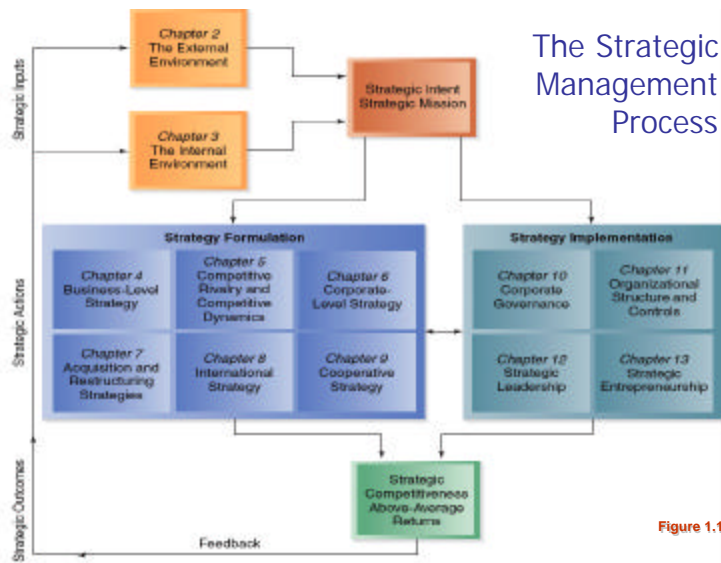 The Strategic
Management
Process
Strategic Inputs
Chapter 2
The External
Environment
Chapter 3
The Internal
Environment
Strategic Intent
Strategic Mission
Strategic Actions
Strategy Formulation
Chapter 4
Business-Level
Strategy
Chapter 5
Competitive
Rivalry and
Competitive
Dynamics
Chapter 6
Corporate-
Level Strategy
Chapter 7
Acquisition and
Restructuring
Strategies
Chapter 8
International
Strategy
Chapter 9
Cooperative
Strategy
Strategy Implementation
Chapter 10
Corporate
Governance
Chapter 11
Organizational
Structure and
Controls
Chapter 12
Strategic
Leadership
Chapter 13
Strategic
Entrepreneurship
Strategic Outcomes
Strategic
Competitiveness
Above-Average
Returns
Feedback
Figure 1.1